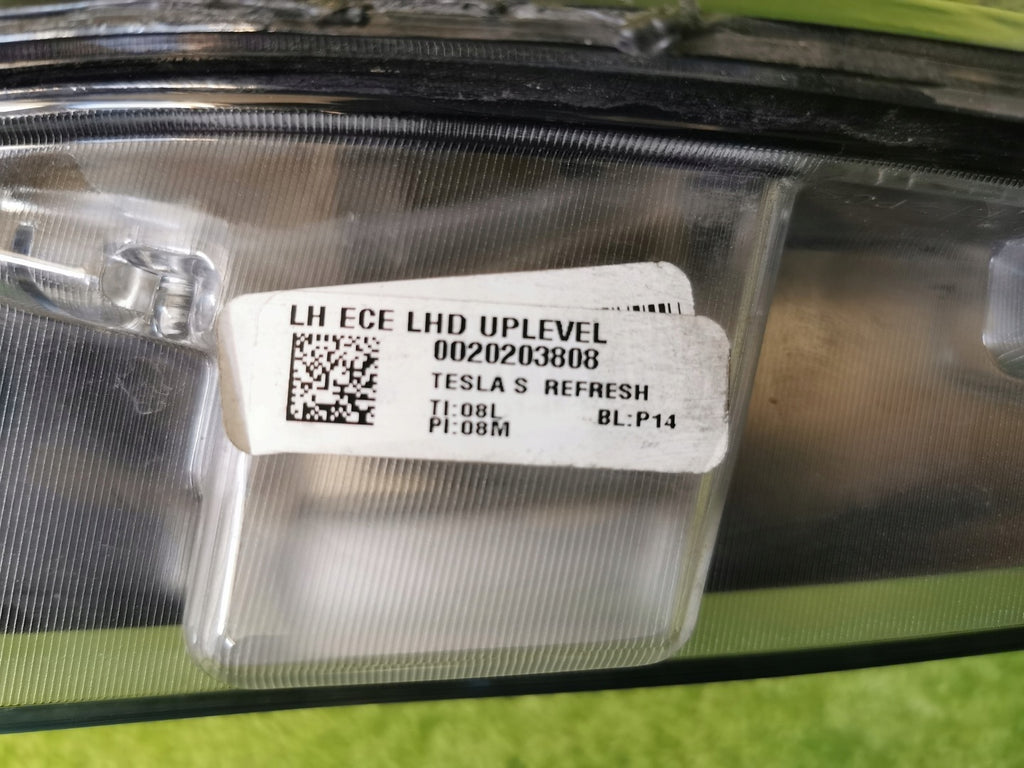 LH ECE LHD UPLEVEL
0020203808
TESLA S REFRESH
TI:08L
BL:P14
PI:08M